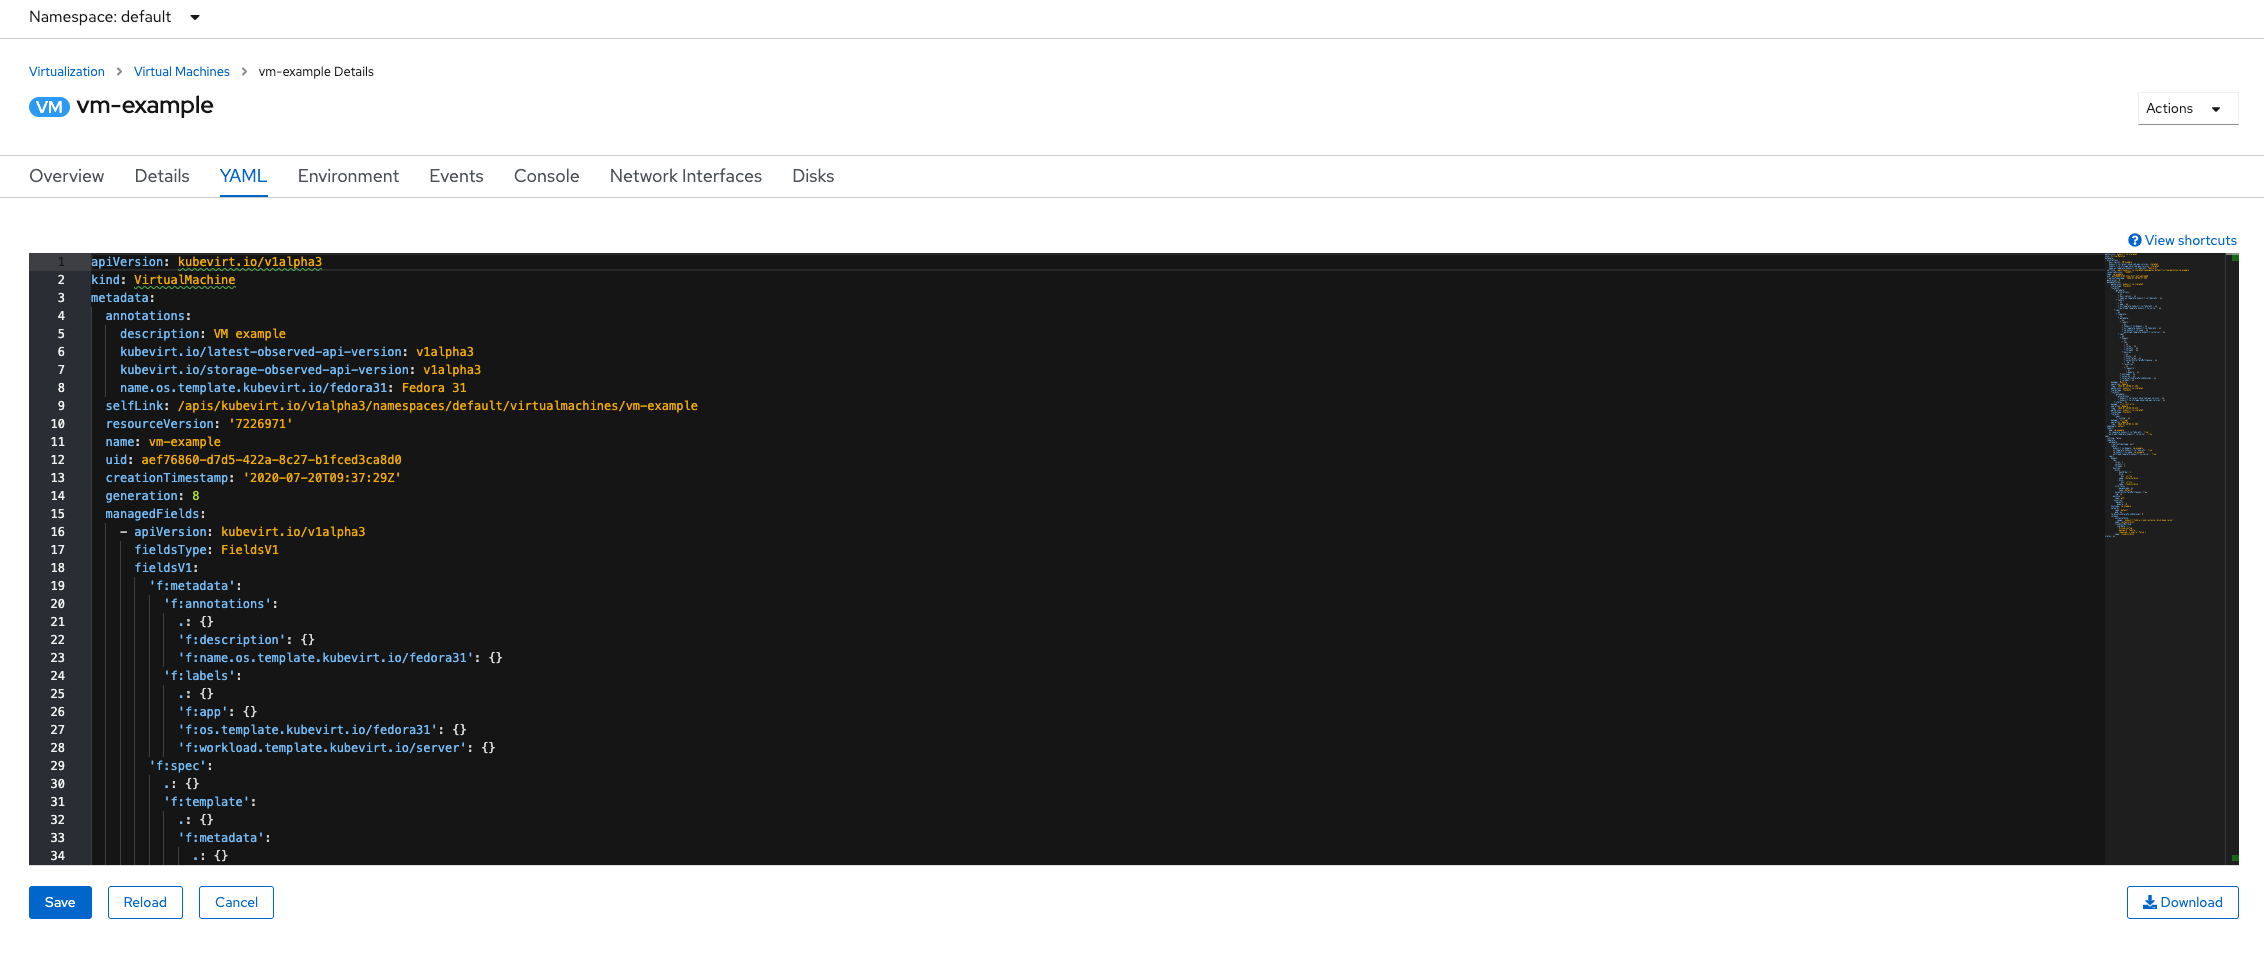 Namespace: default
Virtualization > Virtual Machines > vm-example Details
VM vm-example
Actions
Overview Details YAML Environment Events Console Network Interfaces Disks
View shortcuts
1 apiVersion: kubevirt.io/v1alpha3
2 kind: VirtualMachine
3 metadata:
4 annotations:
5 description: VM example
6 kubevirt.io/latest-observed-api-version: v1alpha3
7 kubevirt.io/storage-observed-api-version: v1alpha3
8 name.os.template.kubevirt.io/fedora31: Fedora 31
9 selfLink: /apis/kubevirt.io/v1alpha3/namespaces/default/virtualmachines/vm-example
10 resourceVersion: '7226971'
11 name: vm-example
12 uid: aef76860-d7d5-422a-8c27-b1fced3ca8d0
13 creationTimestamp: '2020-07-20T09:37:29Z'
14 generation: 8
15 managedFields:
16 - apiVersion: kubevirt.io/v1alpha3
17 fieldsType: FieldsV1
18 fieldsV1:
19 'f:metadata':
20 'f:annotations':
21 .: {}
22 'f:description': {}
23 'f:name.os.template.kubevirt.io/fedora31': {}
24 'f:labels':
25 .: {}
26 'f:app': {}
27 'f:os.template.kubevirt.io/fedora31': {}
28 'f:workload.template.kubevirt.io/server': {}
29 'f:spec':
30 .: {}
31 'f:template':
32 .: {}
33 'f:metadata':
34 .: {}
Save Reload Cancel Download